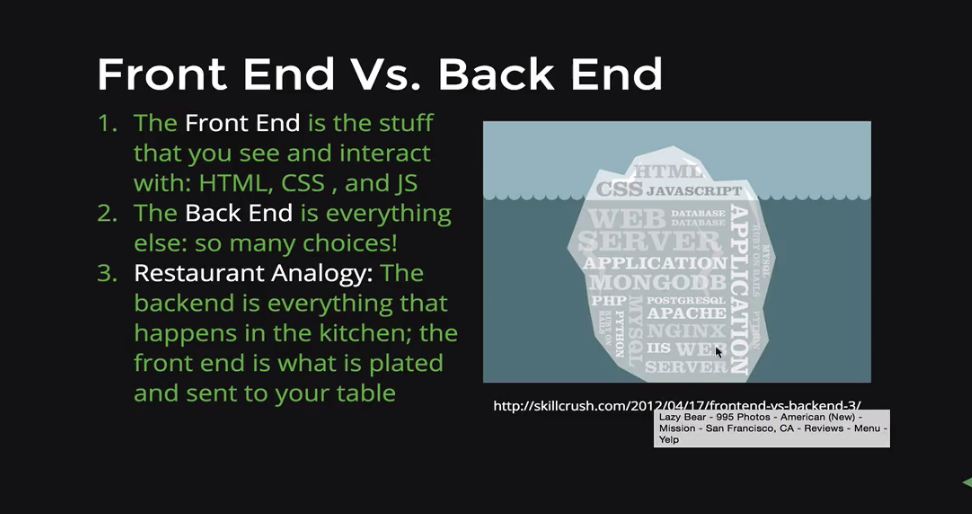 Front End Vs. Back End
1. The Front End is the stuff
that you see and interact
with: HTML, CSS , and JS
2. The Back End is everything
else: so many choices!
3. Restaurant Analogy: The
backend is everything that
happens in the kitchen; the
front end is what is plated
and sent to your table
HTML
CSS JAVASCRIPT
WEB DATABASE
DATABASE
SERVER
APPLICATION
MONGODB
PHP POSTGRESQL
APACHE
NGINX
IIS WEB
SERVER
RUBY ON RAILS
PYTHON
MYSQL
APPLICATION
MYSQL
RUBY ON RAILS
PYTHON
http://skillcrush.com/2012/04/17/frontend-vs-backend-3/
Lazy Bear - 995 Photos - American (New) -
Mission - San Francisco, CA - Reviews - Menu -
Yelp